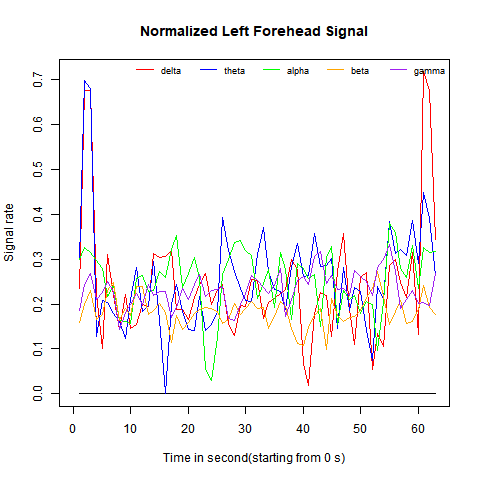 Normalized Left Forehead Signal
delta theta alpha beta gamma
Signal rate
0.7
0.6
0.5
0.4
0.3
0.2
0.1
0.0
0 10 20 30 40 50 60
Time in second(starting from 0 s)